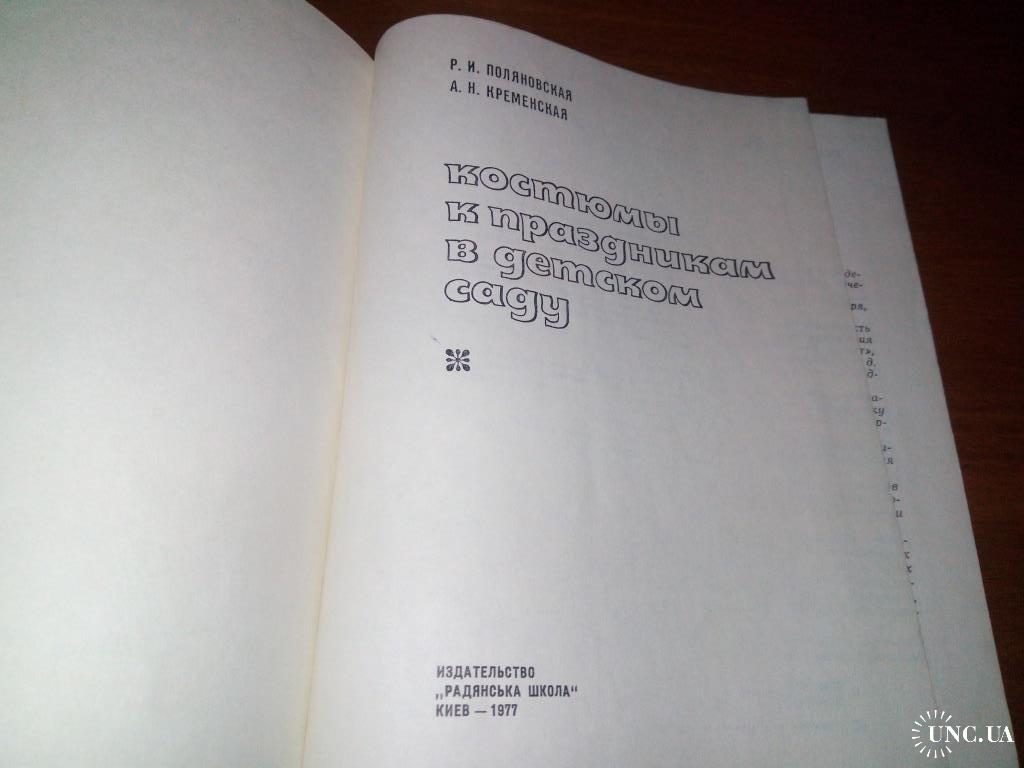 Р. И. ПОЛЯНОВСКАЯ
А. Н. КРЕМЕНСКАЯ
костюмы
к праздникам
в детском
саду
ИЗДАТЕЛЬСТВО
„РАДЯНСЬКА ШКОЛА“
КИЕВ — 1977
UNC.UA